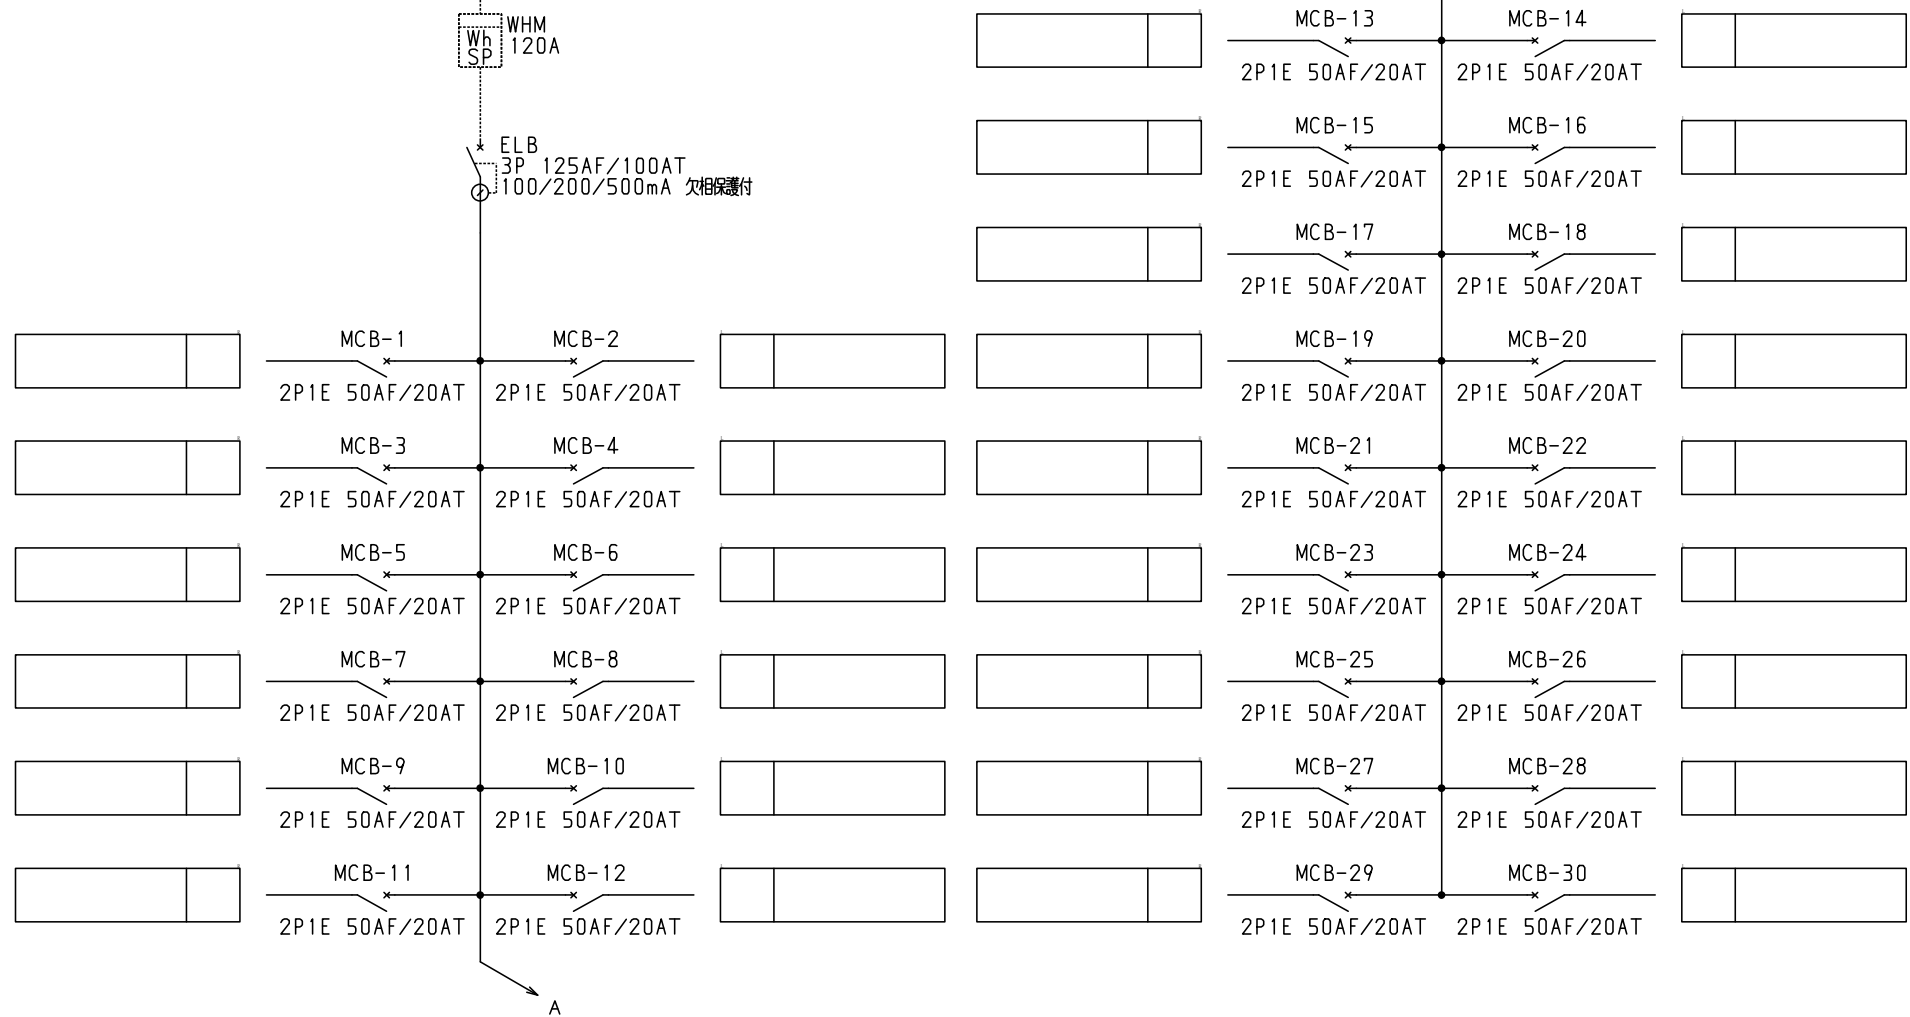 WHM
120A
Wh
SP
ELB
3P 125AF/100AT
100/200/500mA 欠相保護付
MCB-1 MCB-2
2P1E 50AF/20AT 2P1E 50AF/20AT
MCB-3 MCB-4
2P1E 50AF/20AT 2P1E 50AF/20AT
MCB-5 MCB-6
2P1E 50AF/20AT 2P1E 50AF/20AT
MCB-7 MCB-8
2P1E 50AF/20AT 2P1E 50AF/20AT
MCB-9 MCB-10
2P1E 50AF/20AT 2P1E 50AF/20AT
MCB-11 MCB-12
2P1E 50AF/20AT 2P1E 50AF/20AT
A
MCB-13 MCB-14
2P1E 50AF/20AT 2P1E 50AF/20AT
MCB-15 MCB-16
2P1E 50AF/20AT 2P1E 50AF/20AT
MCB-17 MCB-18
2P1E 50AF/20AT 2P1E 50AF/20AT
MCB-19 MCB-20
2P1E 50AF/20AT 2P1E 50AF/20AT
MCB-21 MCB-22
2P1E 50AF/20AT 2P1E 50AF/20AT
MCB-23 MCB-24
2P1E 50AF/20AT 2P1E 50AF/20AT
MCB-25 MCB-26
2P1E 50AF/20AT 2P1E 50AF/20AT
MCB-27 MCB-28
2P1E 50AF/20AT 2P1E 50AF/20AT
MCB-29 MCB-30
2P1E 50AF/20AT 2P1E 50AF/20AT